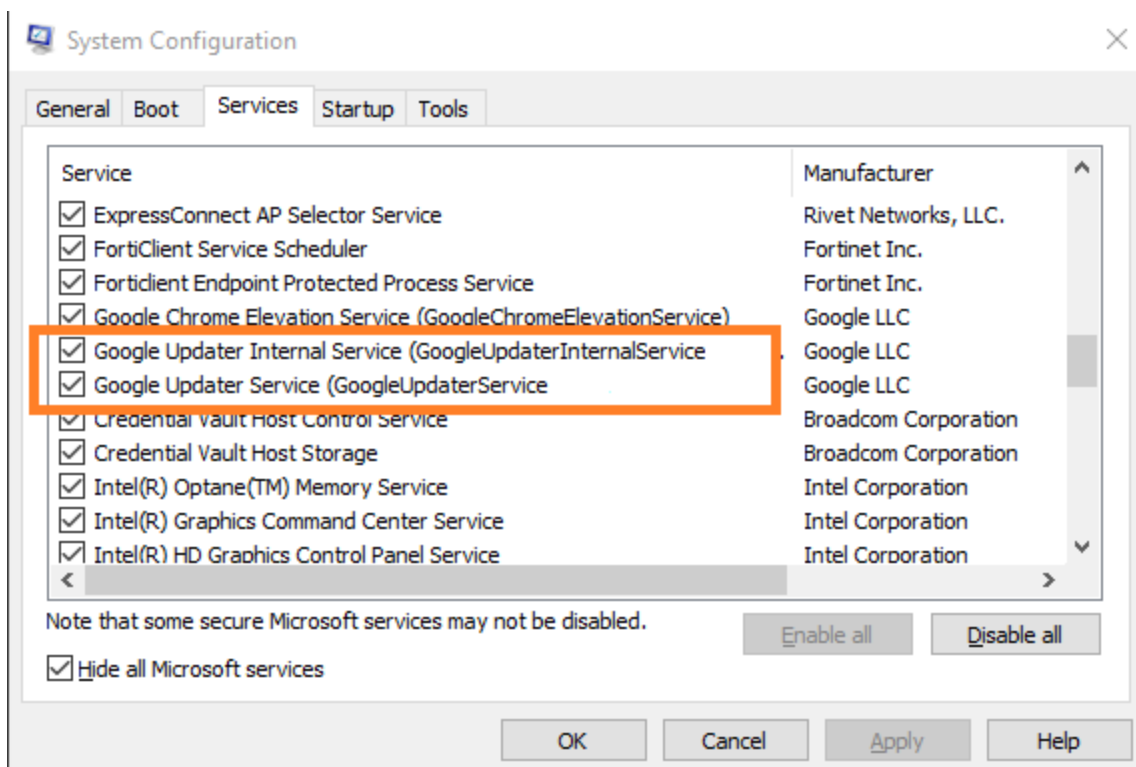 System Configuration
General Boot Services Startup Tools
Service Manufacturer
ExpressConnect AP Selector Service Rivet Networks, LLC.
FortiClient Service Scheduler Fortinet Inc.
Forticlient Endpoint Protected Process Service Fortinet Inc.
Google Chrome Elevation Service (GoogleChromeElevationService) Google LLC
Google Updater Internal Service (GoogleUpdaterInternalService . Google LLC
Google Updater Service (GoogleUpdaterService Google LLC
Credential Vault Host Control Service Broadcom Corporation
Credential Vault Host Storage Broadcom Corporation
Intel(R) Optane(TM) Memory Service Intel Corporation
Intel(R) Graphics Command Center Service Intel Corporation
Intel(R) HD Graphics Control Panel Service Intel Corporation
Note that some secure Microsoft services may not be disabled.
Enable all Disable all
Hide all Microsoft services
OK Cancel Apply Help